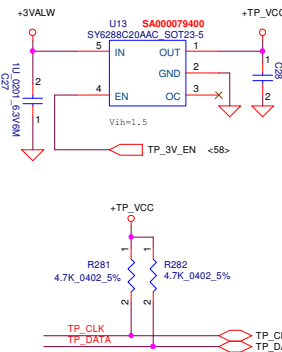 +3VALW
U13 SA000079400
SY6288C20AAC_SOT23-5
+TP_VCC
5 IN OUT 1
GND 2
4 EN OC 3
Vih=1.5
2
1
C27
1U_0201_6.3V6M
1
2
C28
TP_3V_EN <58>
+TP_VCC
1 1
R281
4.7K_0402_5%
R282
4.7K_0402_5%
2 2
TP_CLK
TP_DATA